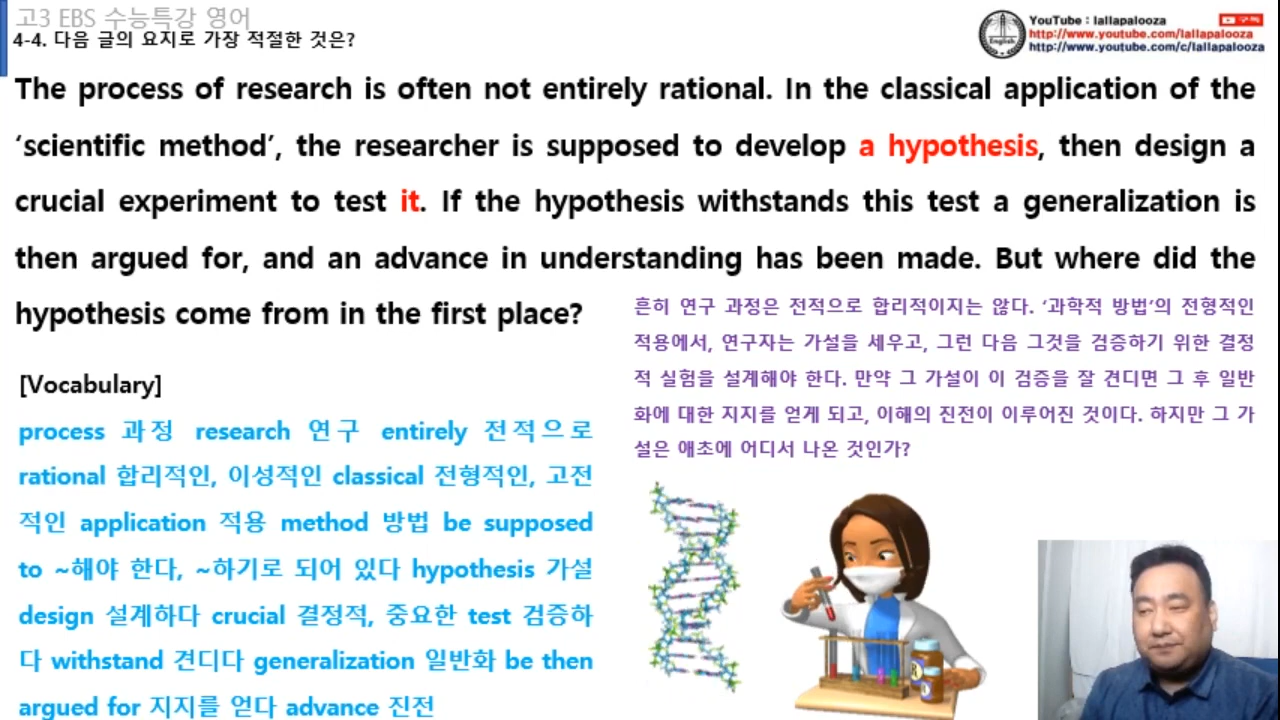 고3 EBS 수능특강 영어
4-4. 다음 글의 요지로 가장 적절한 것은?
YouTube : lallapalooza
구독
http://www.youtube.com/lallapalooza
http://www.youtube.com/c/lallapalooza
English
The process of research is often not entirely rational. In the classical application of the
‘scientific method’, the researcher is supposed to develop a hypothesis, then design a
crucial experiment to test it. If the hypothesis withstands this test a generalization is
then argued for, and an advance in understanding has been made. But where did the
hypothesis come from in the first place?
흔히 연구 과정은 전적으로 합리적이지는 않다. ‘과학적 방법’의 전형적인
적용에서, 연구자는 가설을 세우고, 그런 다음 그것을 검증하기 위한 결정
적 실험을 설계해야 한다. 만약 그 가설이 이 검증을 잘 견디면 그 후 일반
화에 대한 지지를 얻게 되고, 이해의 진전이 이루어진 것이다. 하지만 그 가
설은 애초에 어디서 나온 것인가?
[Vocabulary]
process 과정 research 연구 entirely 전적으로
rational 합리적인, 이성적인 classical 전형적인, 고전
적인 application 적용 method 방법 be supposed
to ~해야 한다, ~하기로 되어 있다 hypothesis 가설
design 설계하다 crucial 결정적, 중요한 test 검증하
다 withstand 견디다 generalization 일반화 be then
argued for 지지를 얻다 advance 진전